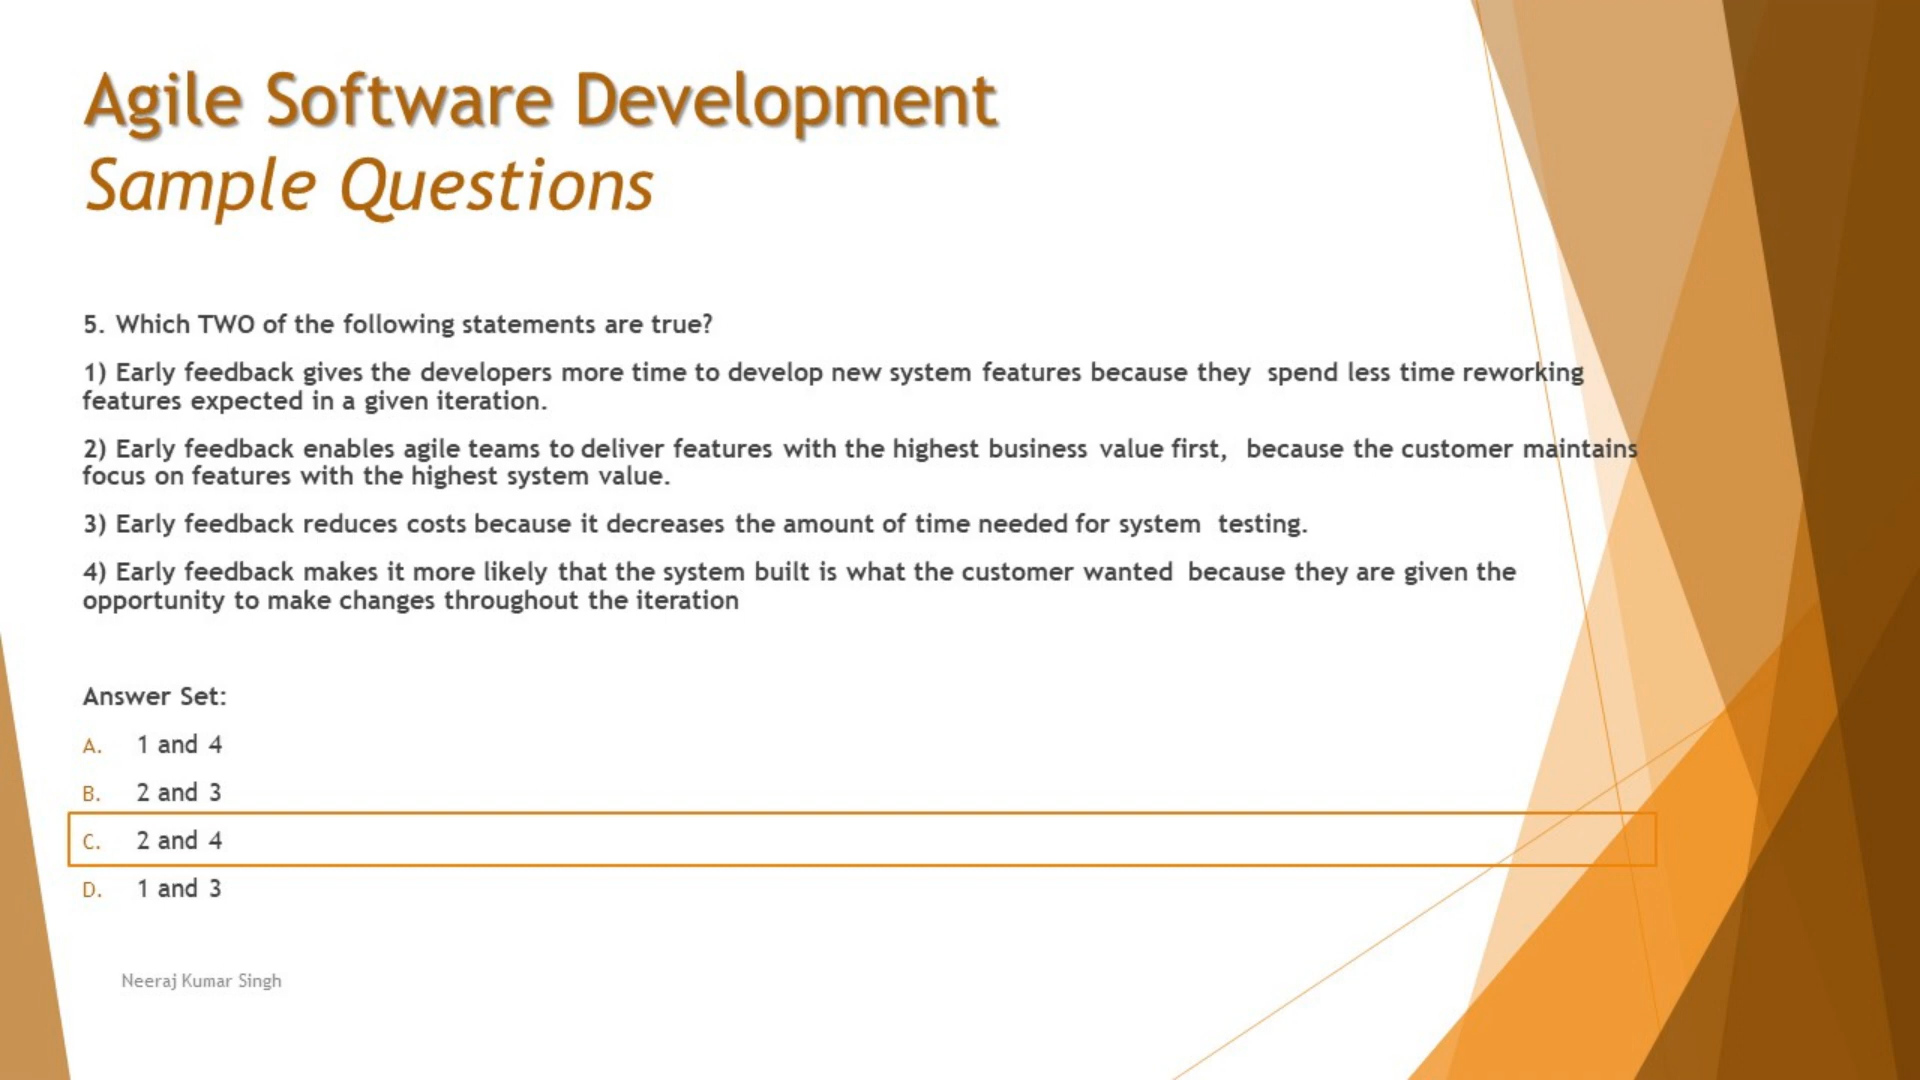 Agile Software Development
Sample Questions
5. Which TWO of the following statements are true?
1) Early feedback gives the developers more time to develop new system features because they spend less time reworking
features expected in a given iteration.
2) Early feedback enables agile teams to deliver features with the highest business value first, because the customer maintains
focus on features with the highest system value.
3) Early feedback reduces costs because it decreases the amount of time needed for system testing.
4) Early feedback makes it more likely that the system built is what the customer wanted because they are given the
opportunity to make changes throughout the iteration
Answer Set:
A. 1 and 4
B. 2 and 3
C. 2 and 4
D. 1 and 3
Neeraj Kumar Singh